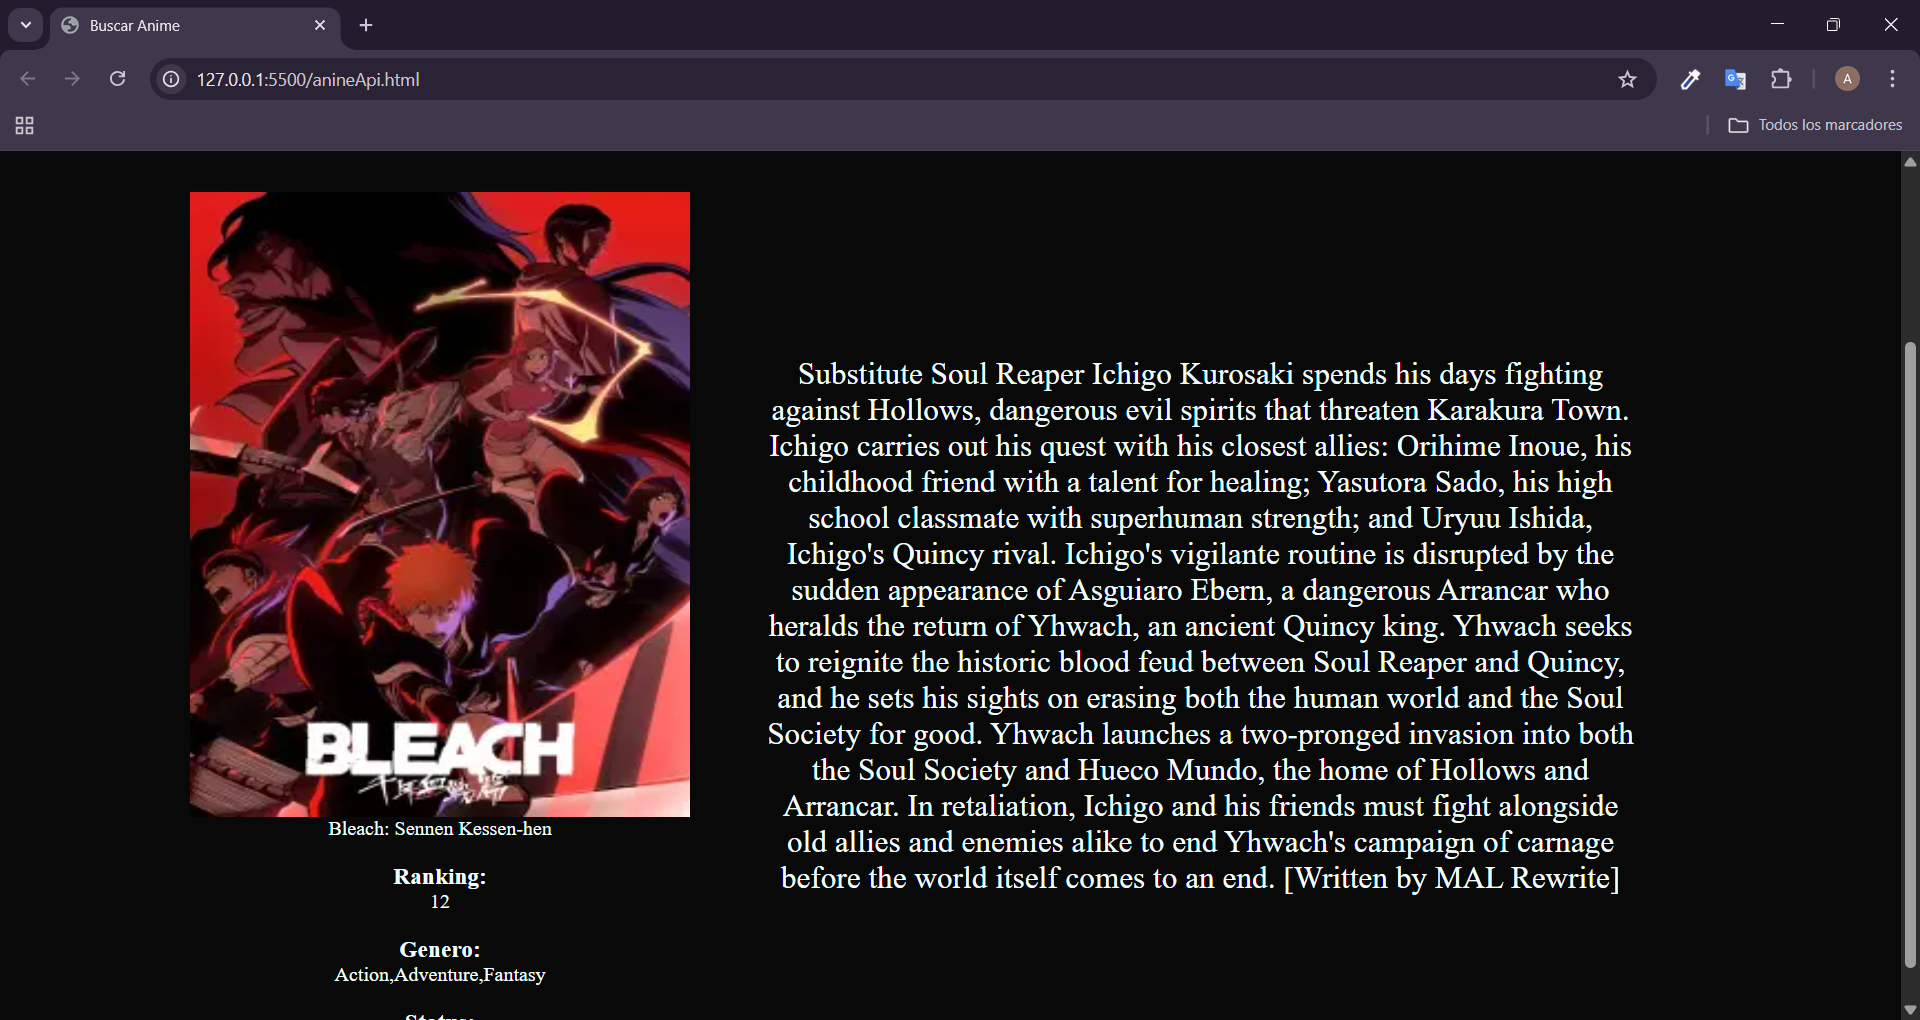 Buscar Anime
127.0.0.1:5500/anineApi.html
A
Todos los marcadores
BLEACH
千年血戦篇
Bleach: Sennen Kessen-hen
Ranking:
12
Genero:
Action,Adventure,Fantasy
Substitute Soul Reaper Ichigo Kurosaki spends his days fighting
against Hollows, dangerous evil spirits that threaten Karakura Town.
Ichigo carries out his quest with his closest allies: Orihime Inoue, his
childhood friend with a talent for healing; Yasutora Sado, his high
school classmate with superhuman strength; and Uryuu Ishida,
Ichigo's Quincy rival. Ichigo's vigilante routine is disrupted by the
sudden appearance of Asguiaro Ebern, a dangerous Arrancar who
heralds the return of Yhwach, an ancient Quincy king. Yhwach seeks
to reignite the historic blood feud between Soul Reaper and Quincy,
and he sets his sights on erasing both the human world and the Soul
Society for good. Yhwach launches a two-pronged invasion into both
the Soul Society and Hueco Mundo, the home of Hollows and
Arrancar. In retaliation, Ichigo and his friends must fight alongside
old allies and enemies alike to end Yhwach's campaign of carnage
before the world itself comes to an end. [Written by MAL Rewrite]